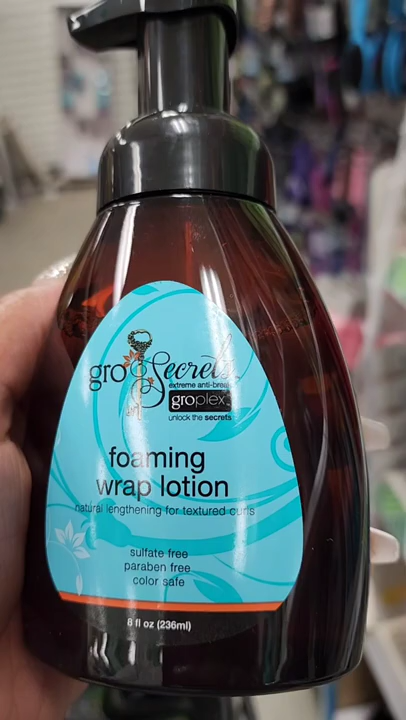 gro Secrets
extreme anti-break
groplex
unlock the secrets
foaming
wrap lotion
natural lengthening for textured curls
sulfate free
paraben free
color safe
8 fl oz (236ml)